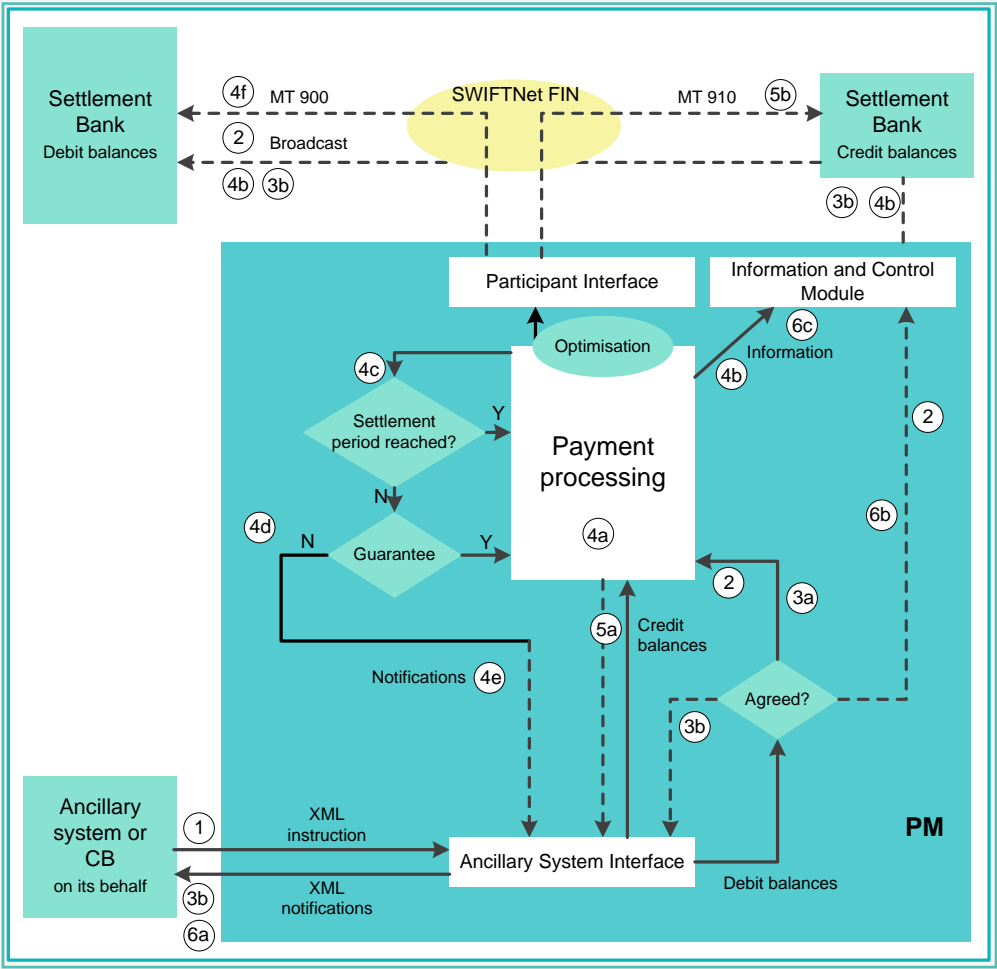 Settlement
Bank
Debit balances
4f
MT 900
SWIFTNet FIN
MT 910
5b
Settlement
Bank
Credit balances
2
Broadcast
4b
3b
3b
4b
Participant Interface
Information and Control
Module
Optimisation
6c
Information
4b
4c
Settlement
period reached?
Y
N
Payment
processing
4a
2
6b
4d
N
Guarantee
Y
2
3a
5a
Credit
balances
Notifications
4e
3b
Agreed?
Ancillary
system or
CB
on its behalf
1
XML
instruction
3b
6a
XML
notifications
Ancillary System Interface
Debit balances
PM